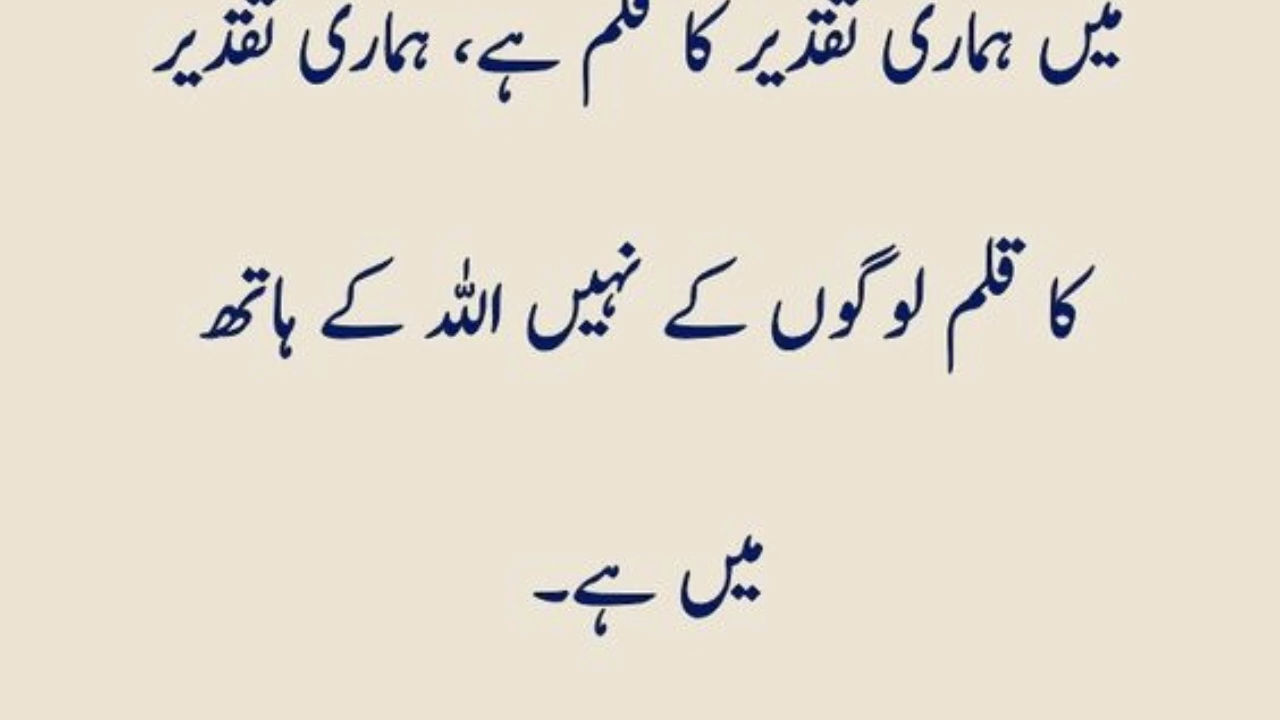 میں ہماری تقدیر کا قلم ہے، ہماری تقدیر
کا قلم لوگوں کے نہیں اللہ کے ہاتھ
میں ہے۔